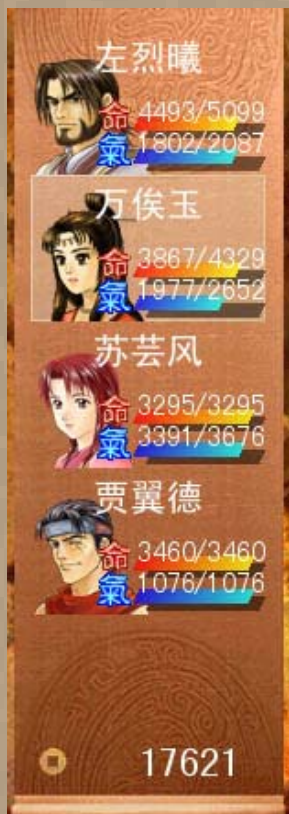 左烈曦
命 4493/5099
氣 1802/2087
万俟玉
命 3867/4329
氣 1977/2652
苏芸风
命 3295/3295
氣 3391/3676
贾翼德
命 3460/3460
氣 1076/1076
17621